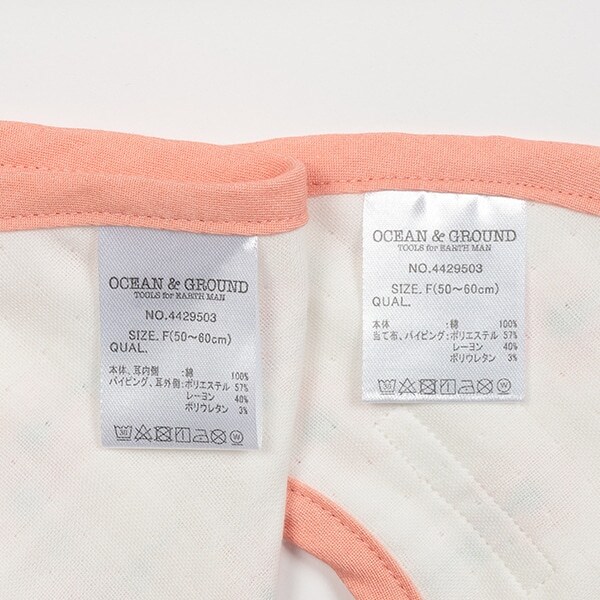 OCEAN & GROUND
TOOLS for EARTH MAN
NO.4429503
SIZE. F(50〜60cm)
QUAL.
本体、耳内側 :綿 100%
パイピング、耳外側:ポリエステル 57%
レーヨン 40%
ポリウレタン 3%
OCEAN & GROUND
TOOLS for EARTH MAN
NO.4429503
SIZE. F(50〜60cm)
QUAL.
本体 :綿 100%
当て布、パイピング:ポリエステル 57%
レーヨン 40%
ポリウレタン 3%